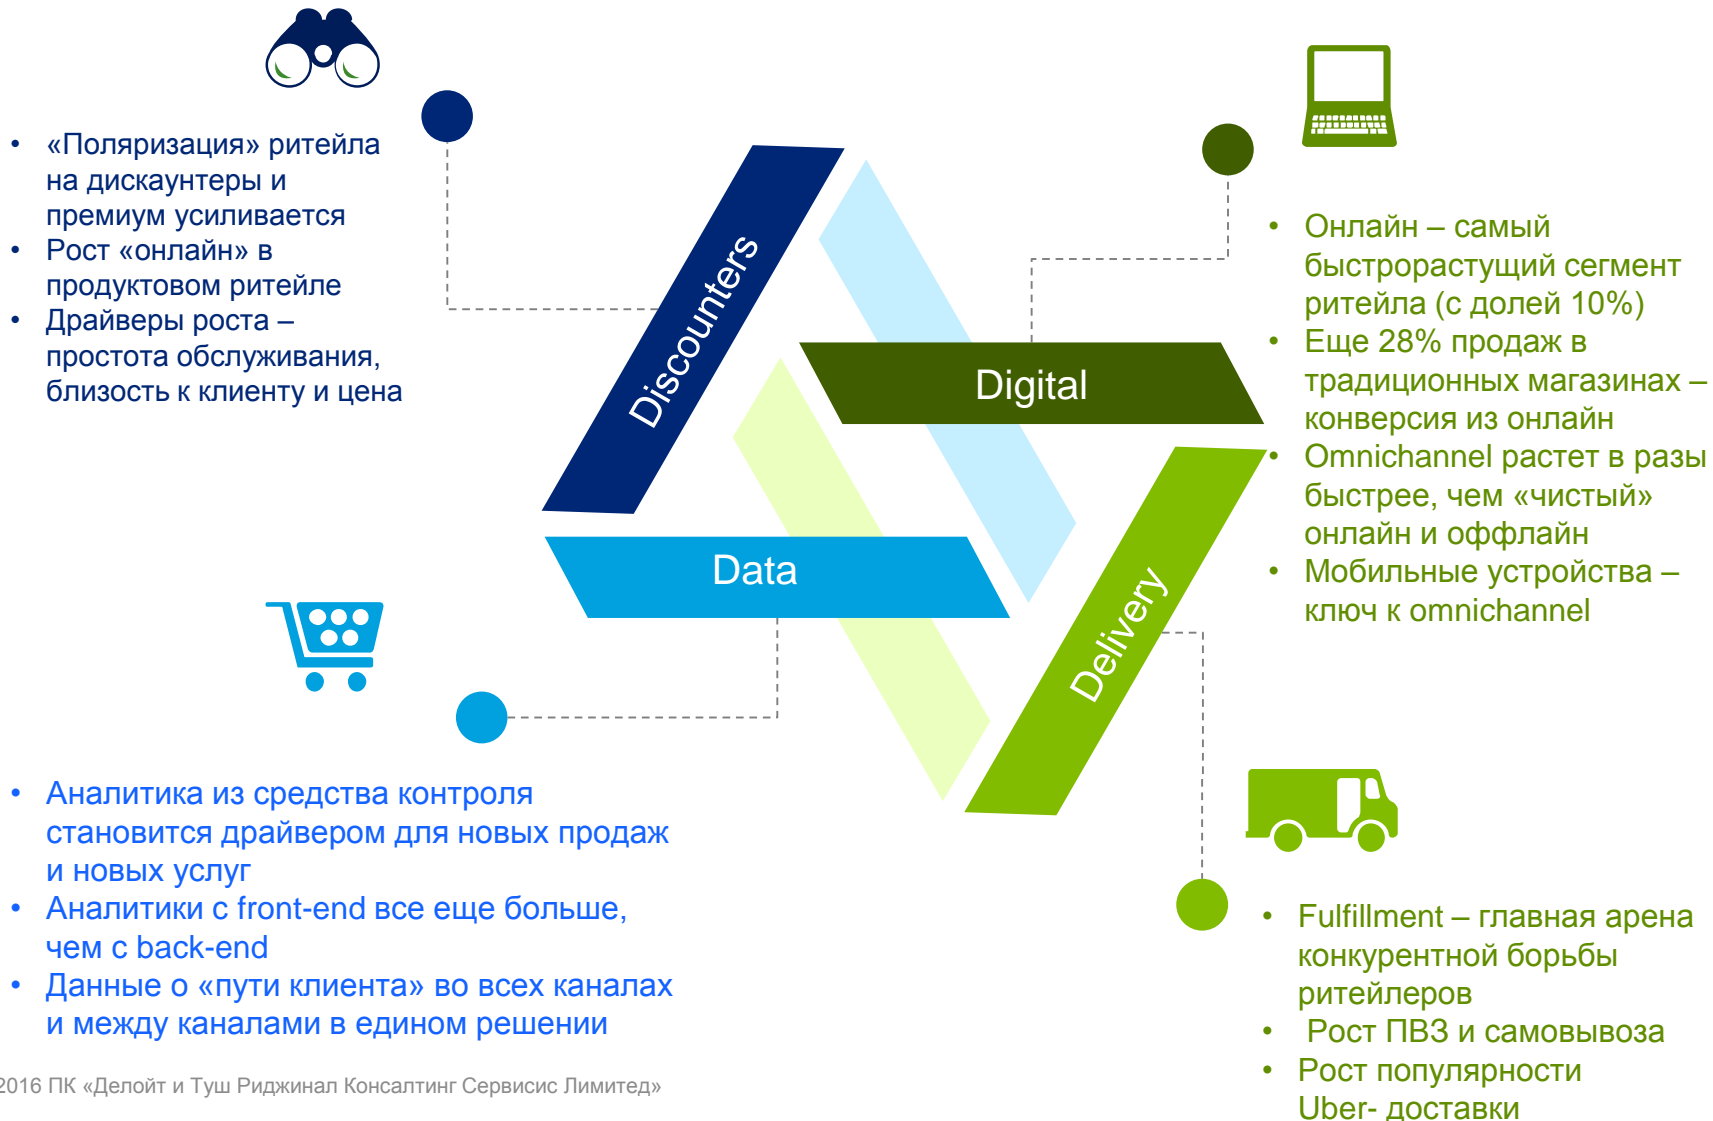 • «Поляризация» ритейла
на дискаунтеры и
премиум усиливается
• Рост «онлайн» в
продуктовом ритейле
• Драйверы роста –
простота обслуживания,
близость к клиенту и цена
Discounters
Digital
Data
Delivery
• Онлайн – самый
быстрорастущий сегмент
ритейла (с долей 10%)
• Еще 28% продаж в
традиционных магазинах –
конверсия из онлайн
• Omnichannel растет в разы
быстрее, чем «чистый»
онлайн и оффлайн
• Мобильные устройства –
ключ к omnichannel
• Аналитика из средства контроля
становится драйвером для новых продаж
и новых услуг
• Аналитики с front-end все еще больше,
чем с back-end
• Данные о «пути клиента» во всех каналах
и между каналами в едином решении
• Fulfillment – главная арена
конкурентной борьбы
ритейлеров
• Рост ПВЗ и самовывоза
• Рост популярности
Uber- доставки
2016 ПК «Делойт и Туш Риджинал Консалтинг Сервисис Лимитед»